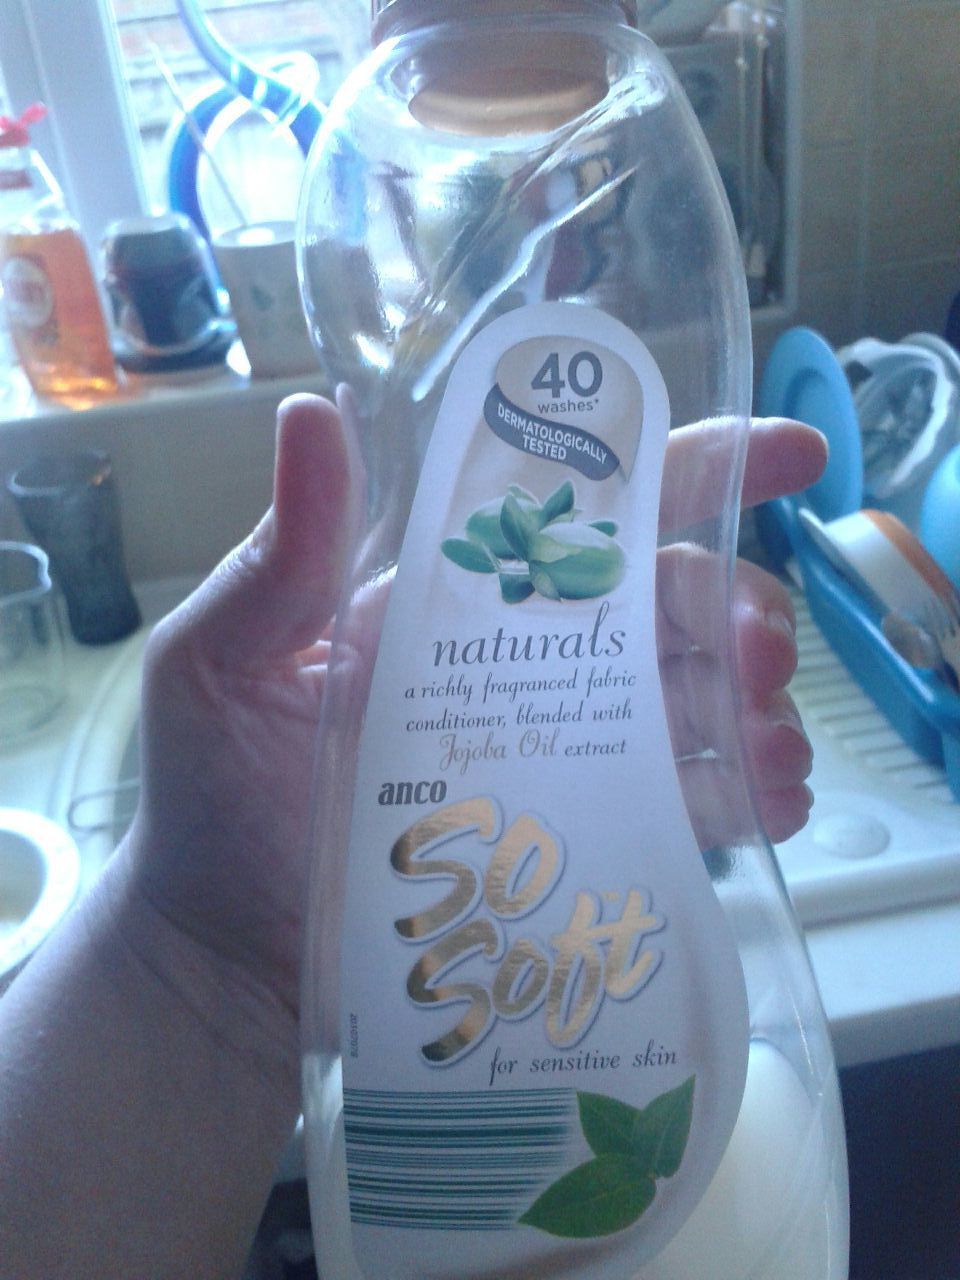 40
washes*
DERMATOLOGICALLY
TESTED
naturals
a richly fragranced fabric
conditioner, blended with
Jojoba Oil extract
anco
So
Soft™
for sensitive skin